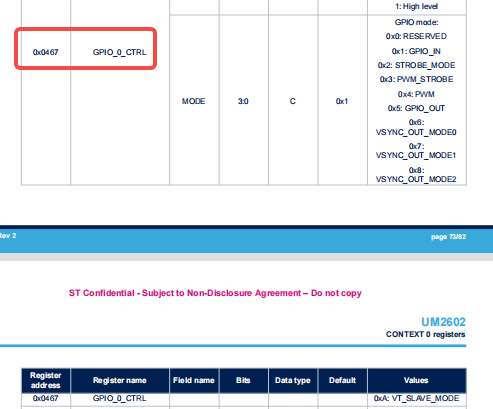 1: High level
GPIO mode:
0x0: RESERVED
0x1: GPIO_IN
0x2: STROBE_MODE
0x3: PWM_STROBE
0x4: PWM
0x5: GPIO_OUT
0x6:
VSYNC_OUT_MODE0
0x7:
VSYNC_OUT_MODE1
0x8:
VSYNC_OUT_MODE2
0x0467 GPIO_0_CTRL
MODE 3:0 C 0x1
Rev 2 page 73/82
ST Confidential - Subject to Non-Disclosure Agreement – Do not copy
UM2602
CONTEXT 0 registers
Register address Register name Field name Bits Data type Default Values
0x0467 GPIO_0_CTRL 0xA: VT_SLAVE_MODE